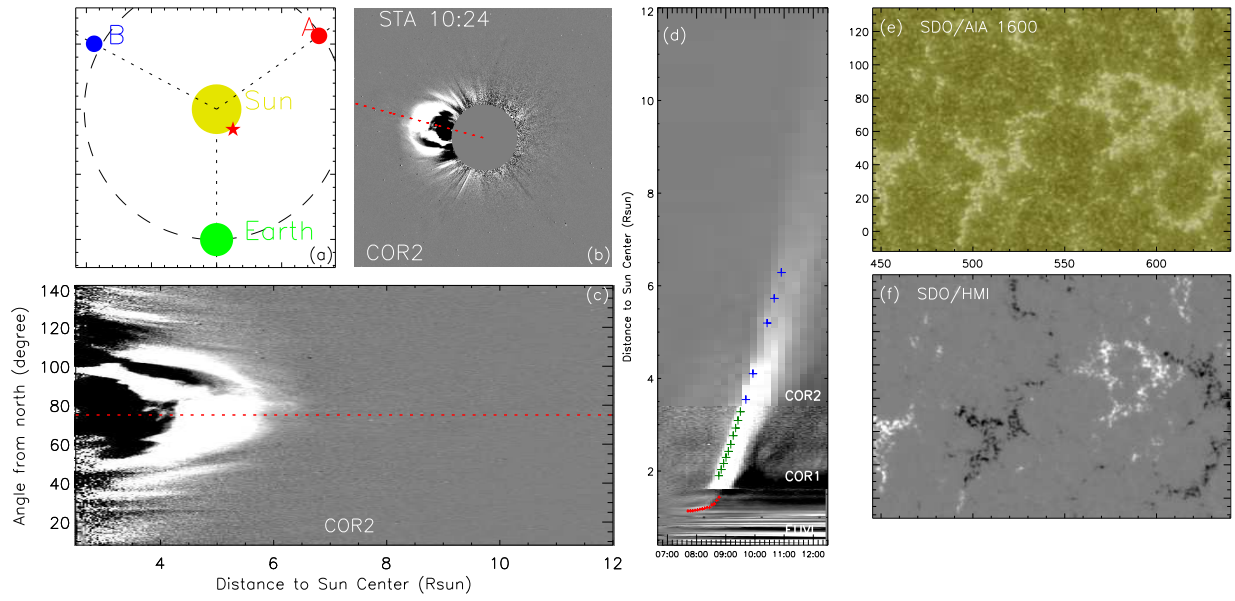 B
A
Sun
Earth
(a)
STA 10:24
COR2
(b)
(c)
140
120
100
80
60
40
20
Angle from north (degree)
COR2
4
6
8
10
12
Distance to Sun Center (Rsun)
(d)
12
10
8
6
4
2
Distance to Sun Center (Rsun)
COR2
COR1
EUVI
07:00 08:00 09:00 10:00 11:00 12:00
(e) SDO/AIA 1600
120
100
80
60
40
20
0
450 500 550 600
(f) SDO/HMI